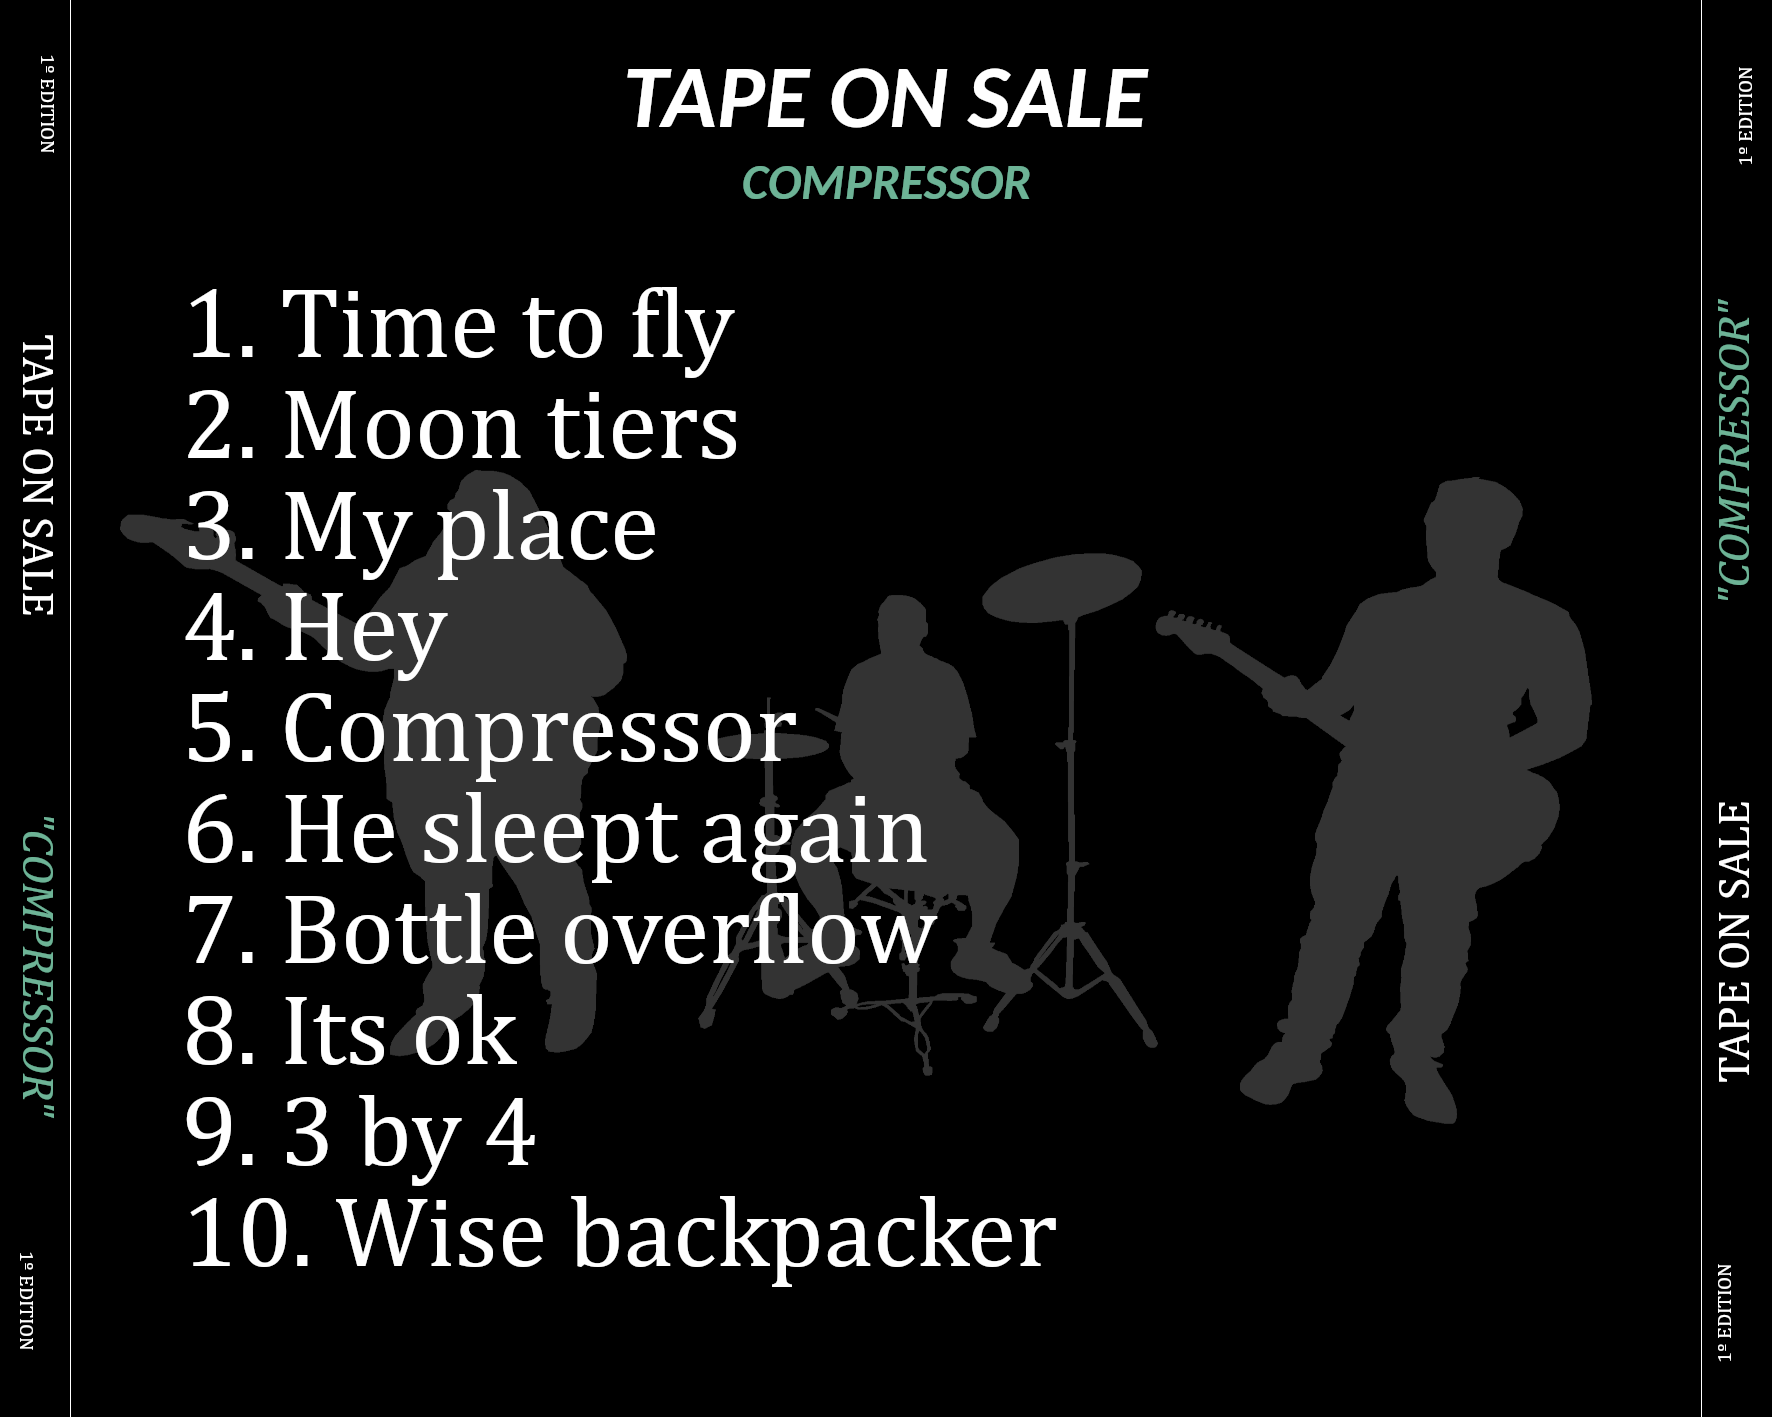 1º EDITION
TAPE ON SALE
"COMPRESSOR"
1º EDITION
TAPE ON SALE
COMPRESSOR
1. Time to fly
2. Moon tiers
3. My place
4. Hey
5. Compressor
6. He sleept again
7. Bottle overflow
8. Its ok
9. 3 by 4
10. Wise backpacker
1º EDITION
"COMPRESSOR"
TAPE ON SALE
1º EDITION